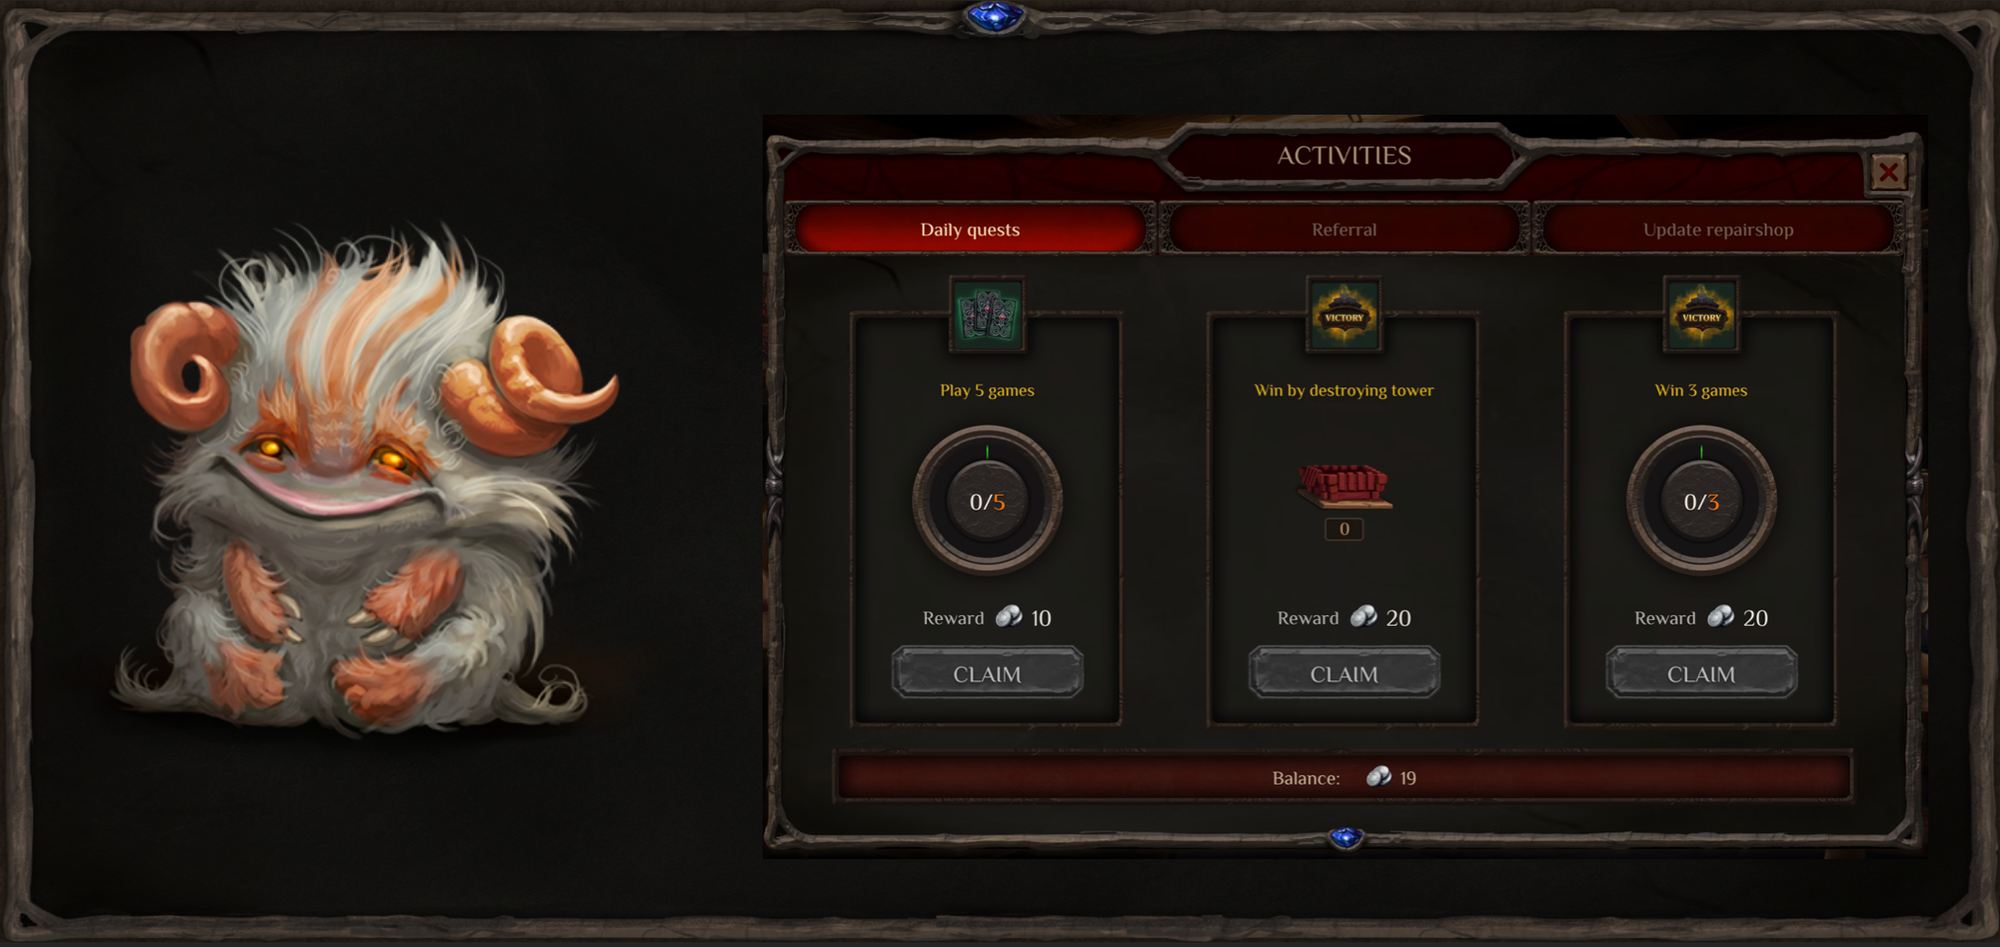 ACTIVITIES
Daily quests
Referral
Update repairshop
VICTORY
VICTORY
Play 5 games
Win by destroying tower
Win 3 games
0/5
0
0/3
Reward 10
Reward 20
Reward 20
CLAIM
CLAIM
CLAIM
Balance: 19